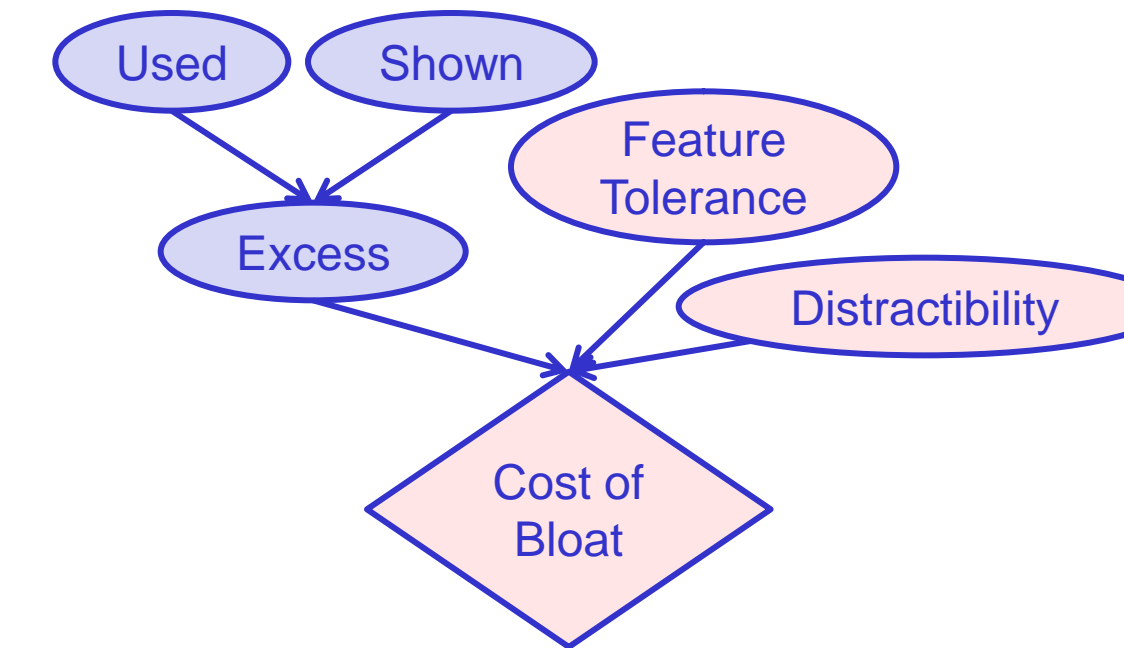 Used
Shown
Feature
Tolerance
Excess
Distractibility
Cost of
Bloat